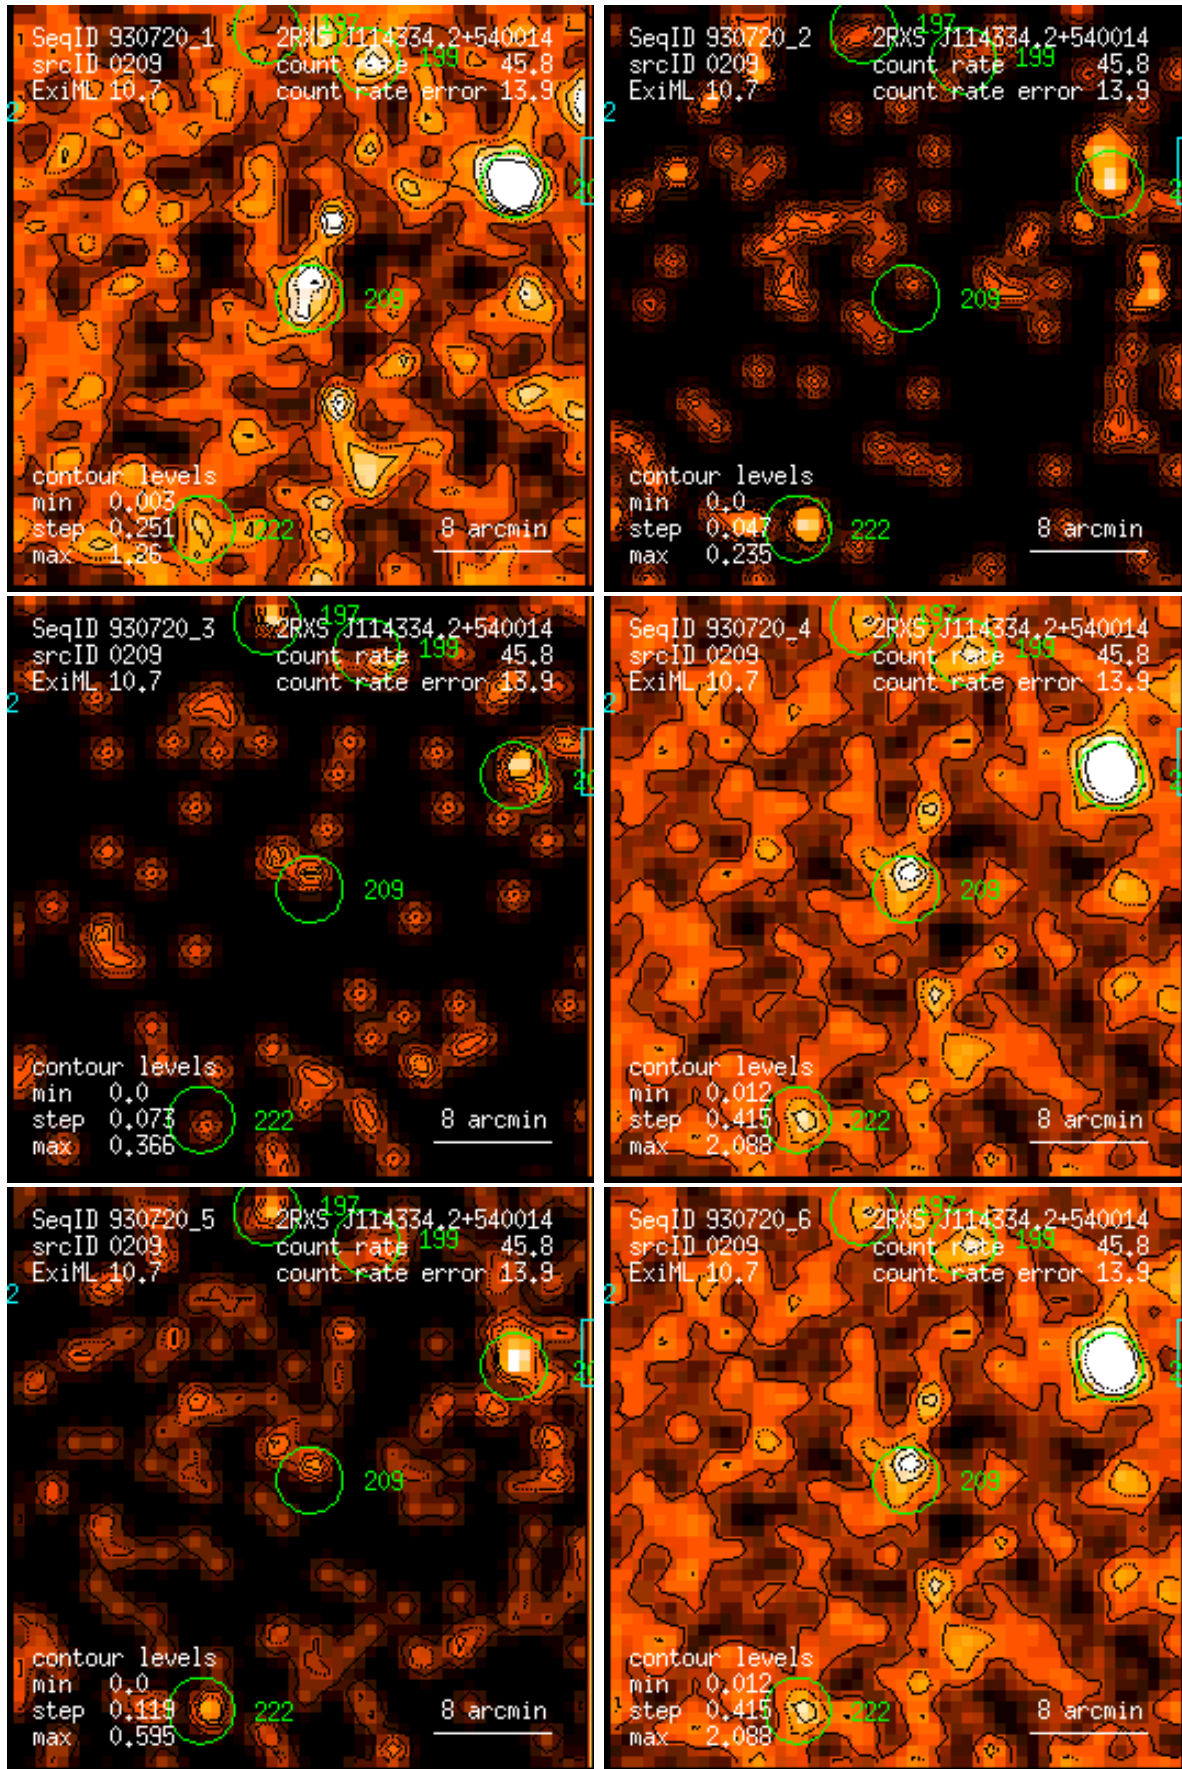 197
SeqID 930720_1 2RXS J114334.2+540014
srcID 0209 count rate 45.8
199
ExiML 10.7 count rate error 13.9
2
20
209
contour levels
min 0.003
step 0.251
222
8 arcmin
max 1.26
197
SeqID 930720_2 2RXS J114334.2+540014
srcID 0209 count rate 45.8
199
ExiML 10.7 count rate error 13.9
2
209
contour levels
min 0.0
step 0.047
222
8 arcmin
max 0.235
197
SeqID 930720_3 2RXS J114334.2+540014
srcID 0209 count rate 45.8
199
ExiML 10.7 count rate error 13.9
2
20
209
contour levels
min 0.0
step 0.073
222
8 arcmin
max 0.366
197
SeqID 930720_4 2RXS J114334.2+540014
srcID 0209 count rate 45.8
199
ExiML 10.7 count rate error 13.9
2
209
contour levels
min 0.012
step 0.415
222
8 arcmin
max 2.088
197
SeqID 930720_5 2RXS J114334.2+540014
srcID 0209 count rate 45.8
199
ExiML 10.7 count rate error 13.9
2
20
209
contour levels
min 0.0
step 0.119
222
8 arcmin
max 0.595
197
SeqID 930720_6 2RXS J114334.2+540014
srcID 0209 count rate 45.8
199
ExiML 10.7 count rate error 13.9
2
209
contour levels
min 0.012
step 0.415
222
8 arcmin
max 2.088